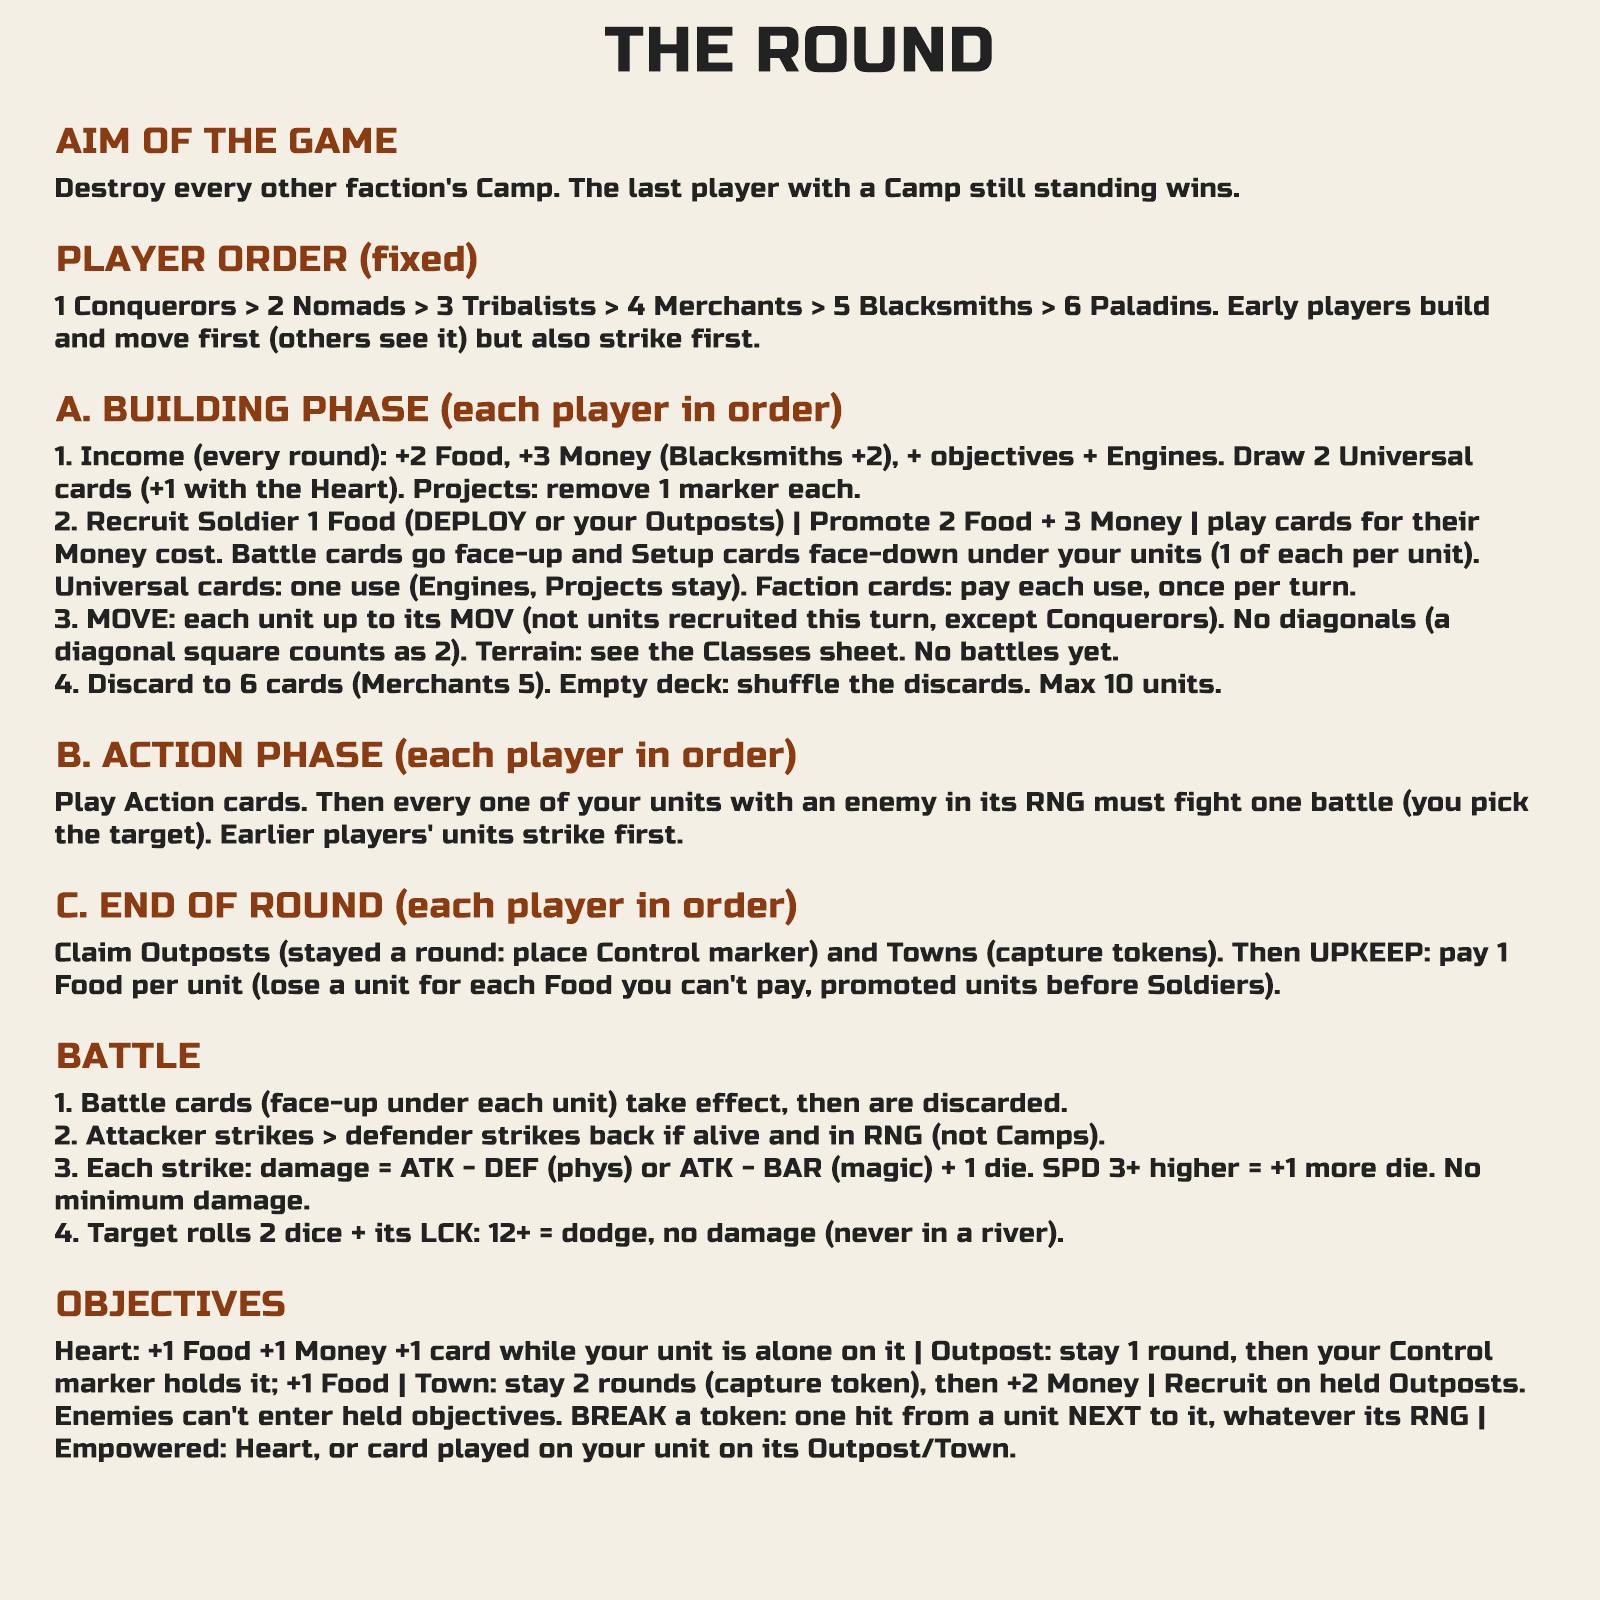 THE ROUND
AIM OF THE GAME
Destroy every other faction's Camp. The last player with a Camp still standing wins.
PLAYER ORDER (fixed)
1 Conquerors > 2 Nomads > 3 Tribalists > 4 Merchants > 5 Blacksmiths > 6 Paladins. Early players build
and move first (others see it) but also strike first.
A. BUILDING PHASE (each player in order)
1. Income (every round): +2 Food, +3 Money (Blacksmiths +2), + objectives + Engines. Draw 2 Universal
cards (+1 with the Heart). Projects: remove 1 marker each.
2. Recruit Soldier 1 Food (DEPLOY or your Outposts) | Promote 2 Food + 3 Money | play cards for their
Money cost. Battle cards go face-up and Setup cards face-down under your units (1 of each per unit).
Universal cards: one use (Engines, Projects stay). Faction cards: pay each use, once per turn.
3. MOVE: each unit up to its MOV (not units recruited this turn, except Conquerors). No diagonals (a
diagonal square counts as 2). Terrain: see the Classes sheet. No battles yet.
4. Discard to 6 cards (Merchants 5). Empty deck: shuffle the discards. Max 10 units.
B. ACTION PHASE (each player in order)
Play Action cards. Then every one of your units with an enemy in its RNG must fight one battle (you pick
the target). Earlier players' units strike first.
C. END OF ROUND (each player in order)
Claim Outposts (stayed a round: place Control marker) and Towns (capture tokens). Then UPKEEP: pay 1
Food per unit (lose a unit for each Food you can't pay, promoted units before Soldiers).
BATTLE
1. Battle cards (face-up under each unit) take effect, then are discarded.
2. Attacker strikes > defender strikes back if alive and in RNG (not Camps).
3. Each strike: damage = ATK - DEF (phys) or ATK - BAR (magic) + 1 die. SPD 3+ higher = +1 more die. No
minimum damage.
4. Target rolls 2 dice + its LCK: 12+ = dodge, no damage (never in a river).
OBJECTIVES
Heart: +1 Food +1 Money +1 card while your unit is alone on it | Outpost: stay 1 round, then your Control
marker holds it; +1 Food | Town: stay 2 rounds (capture token), then +2 Money | Recruit on held Outposts.
Enemies can't enter held objectives. BREAK a token: one hit from a unit NEXT to it, whatever its RNG |
Empowered: Heart, or card played on your unit on its Outpost/Town.